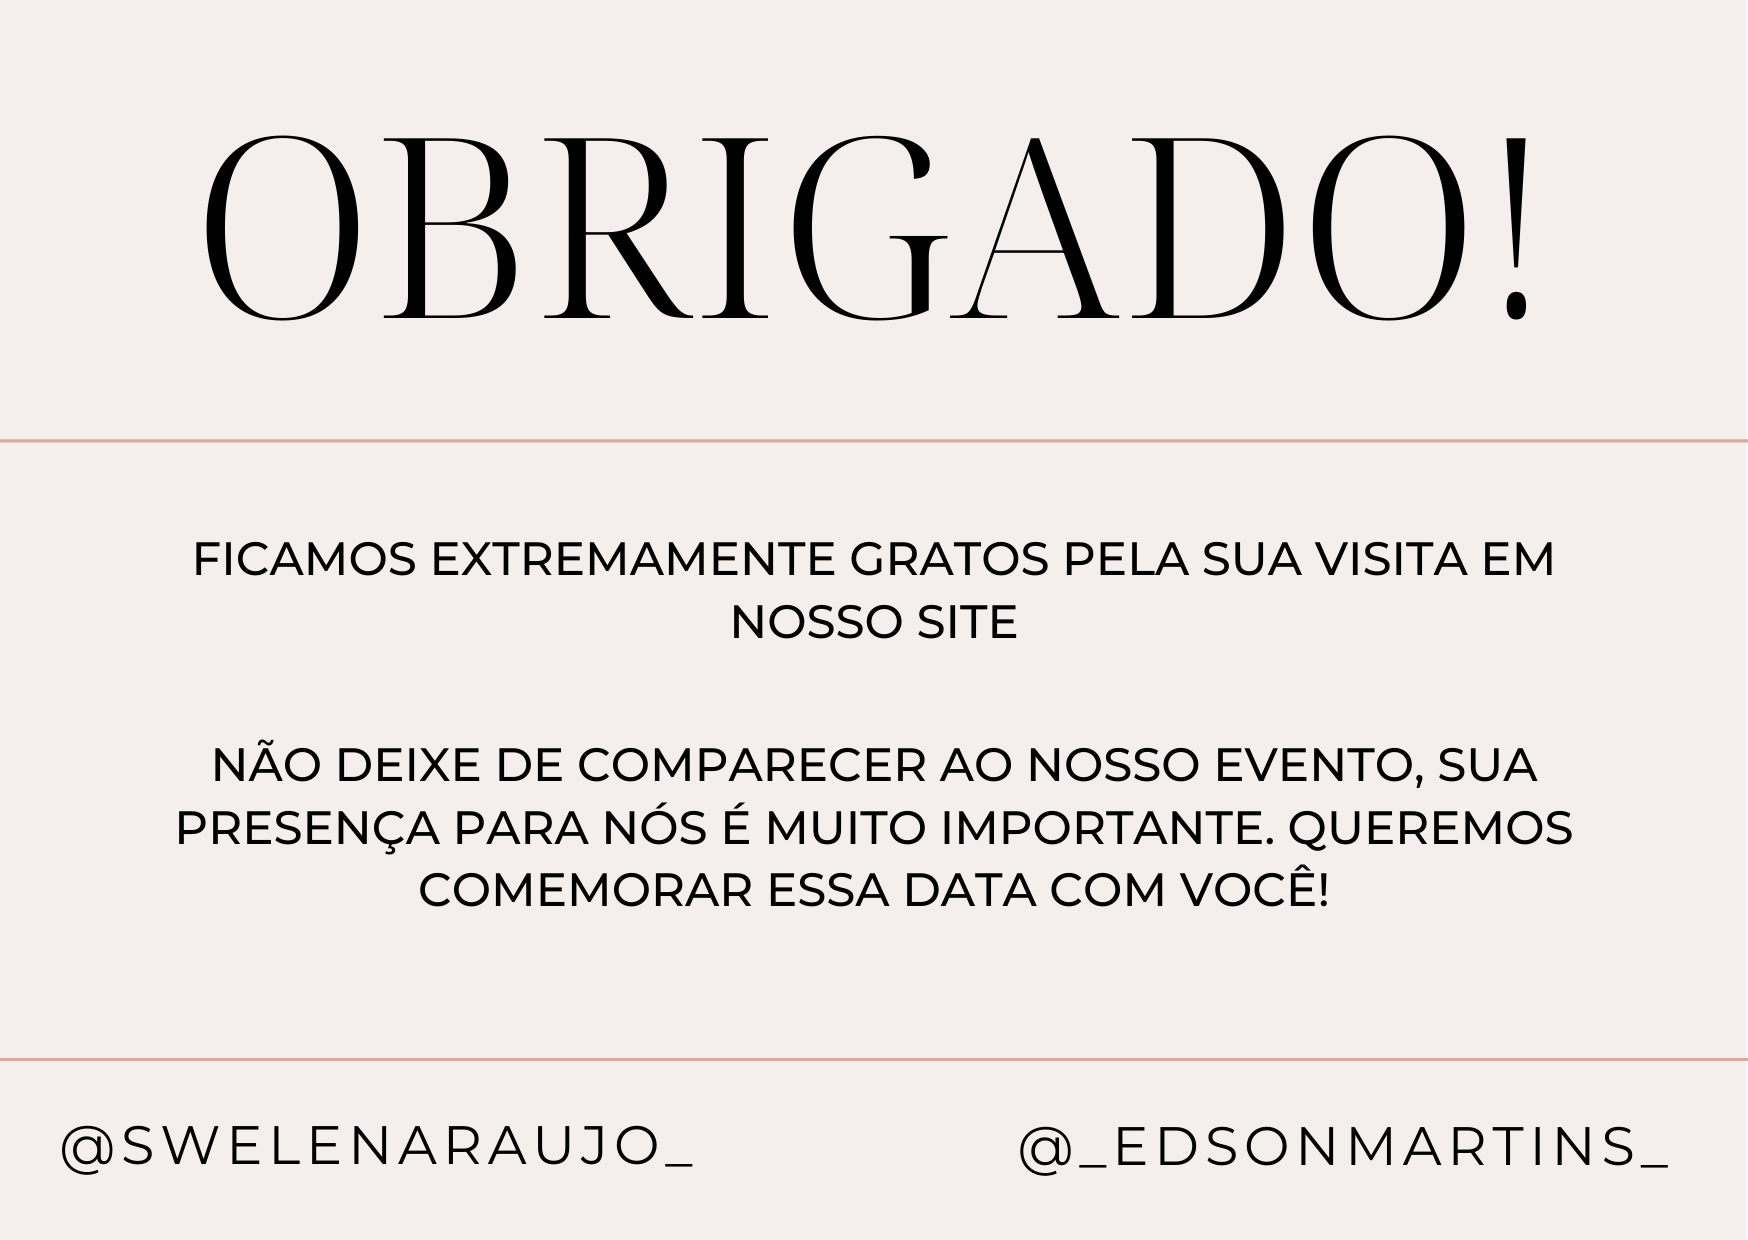 OBRIGADO!
FICAMOS EXTREMAMENTE GRATOS PELA SUA VISITA EM
NOSSO SITE
NÃO DEIXE DE COMPARECER AO NOSSO EVENTO, SUA
PRESENÇA PARA NÓS É MUITO IMPORTANTE. QUEREMOS
COMEMORAR ESSA DATA COM VOCÊ!
@SWELENARAUJO_
@_EDSONMARTINS_